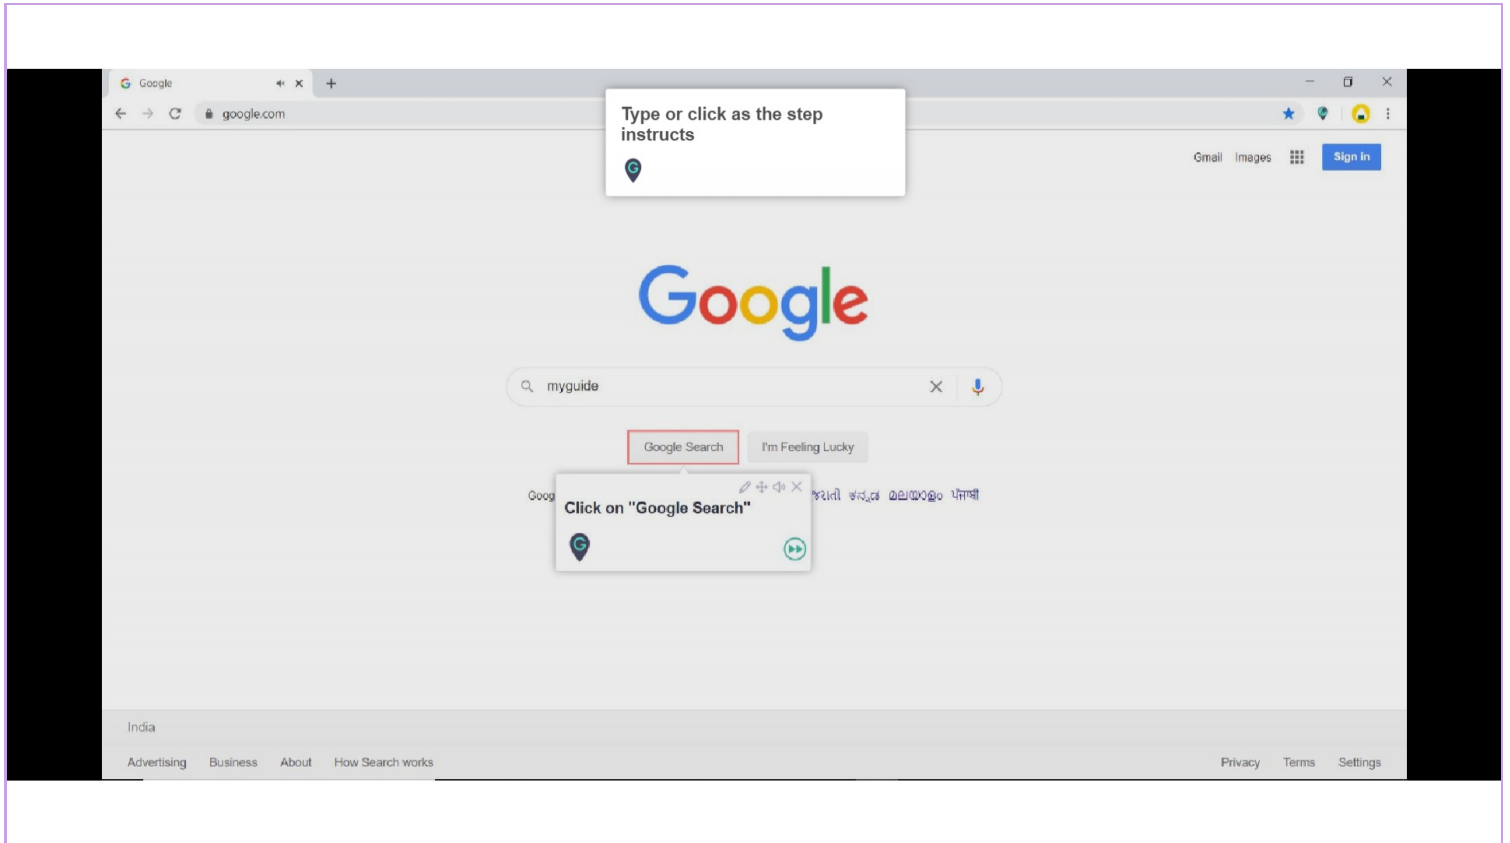 Google
google.com
Type or click as the step
instructs
G
Gmail Images Sign in
Google
myguide
Google Search I'm Feeling Lucky
Goog ಕನ್ನಡ മലയാളം ਪੰਜਾਬੀ
Click on "Google Search"
G
India
Advertising Business About How Search works
Privacy Terms Settings